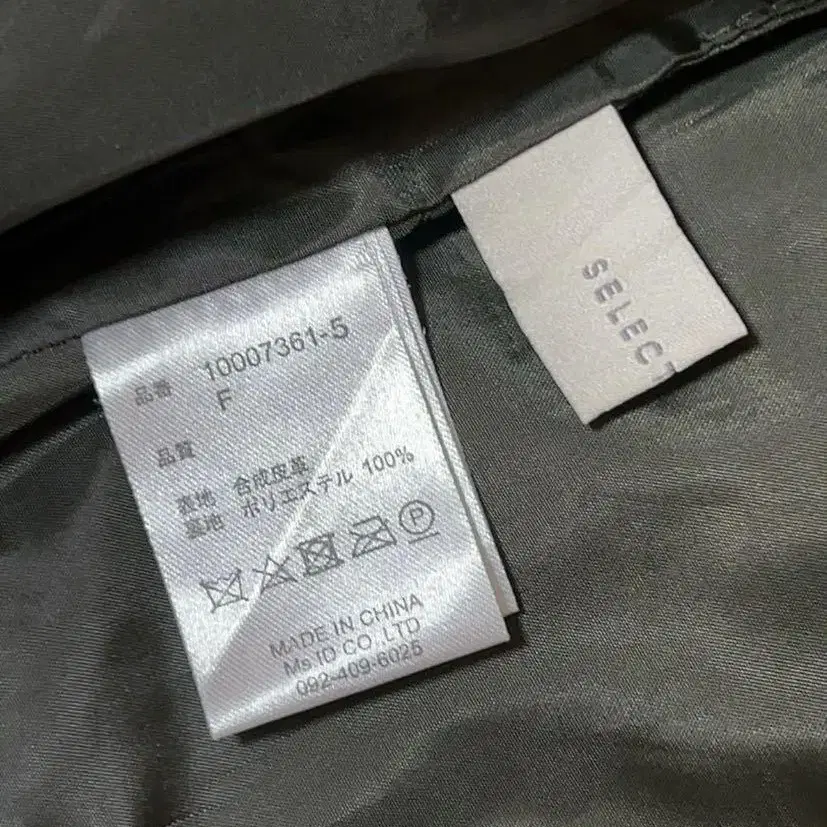 品番 10007361-5
F
品質
表地 合成皮革
裏地 ポリエステル 100%
P
MADE IN CHINA
Ms ID CO.,LTD
092-409-6025
SELECT